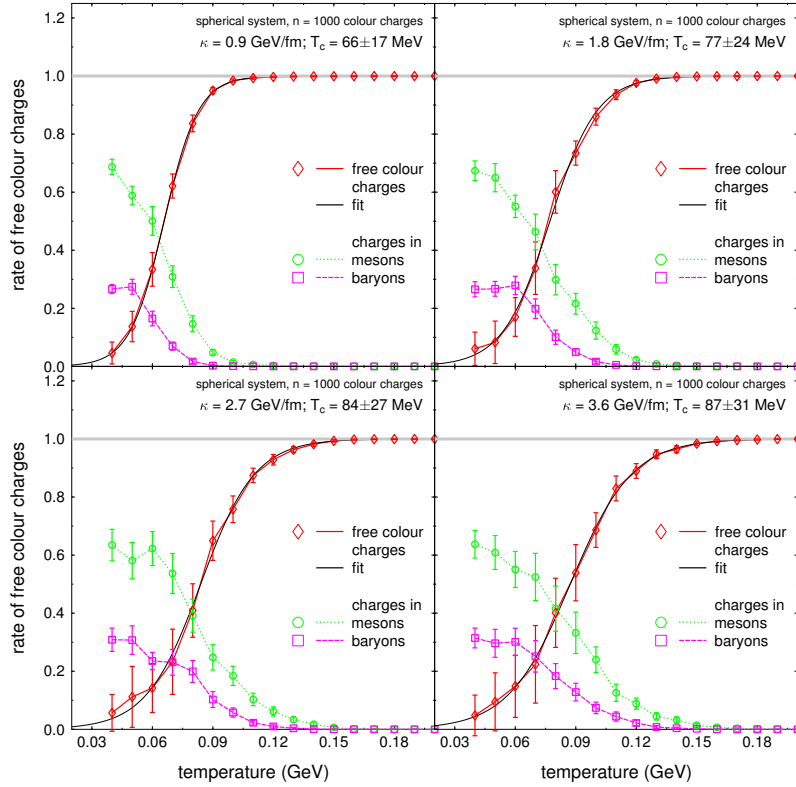 spherical system, n = 1000 colour charges
κ = 0.9 GeV/fm; T_c = 66±17 MeV
spherical system, n = 1000 colour charges
κ = 1.8 GeV/fm; T_c = 77±24 MeV
rate of free colour charges
1.2
1.0
0.8
0.6
0.4
0.2
0.0
free colour
charges
fit
charges in
mesons
baryons
free colour
charges
fit
charges in
mesons
baryons
spherical system, n = 1000 colour charges
κ = 2.7 GeV/fm; T_c = 84±27 MeV
spherical system, n = 1000 colour charges
κ = 3.6 GeV/fm; T_c = 87±31 MeV
rate of free colour charges
1.2
1.0
0.8
0.6
0.4
0.2
0.0
free colour
charges
fit
charges in
mesons
baryons
free colour
charges
fit
charges in
mesons
baryons
0.03 0.06 0.09 0.12 0.15 0.18
0.03 0.06 0.09 0.12 0.15 0.18
temperature (GeV)
temperature (GeV)